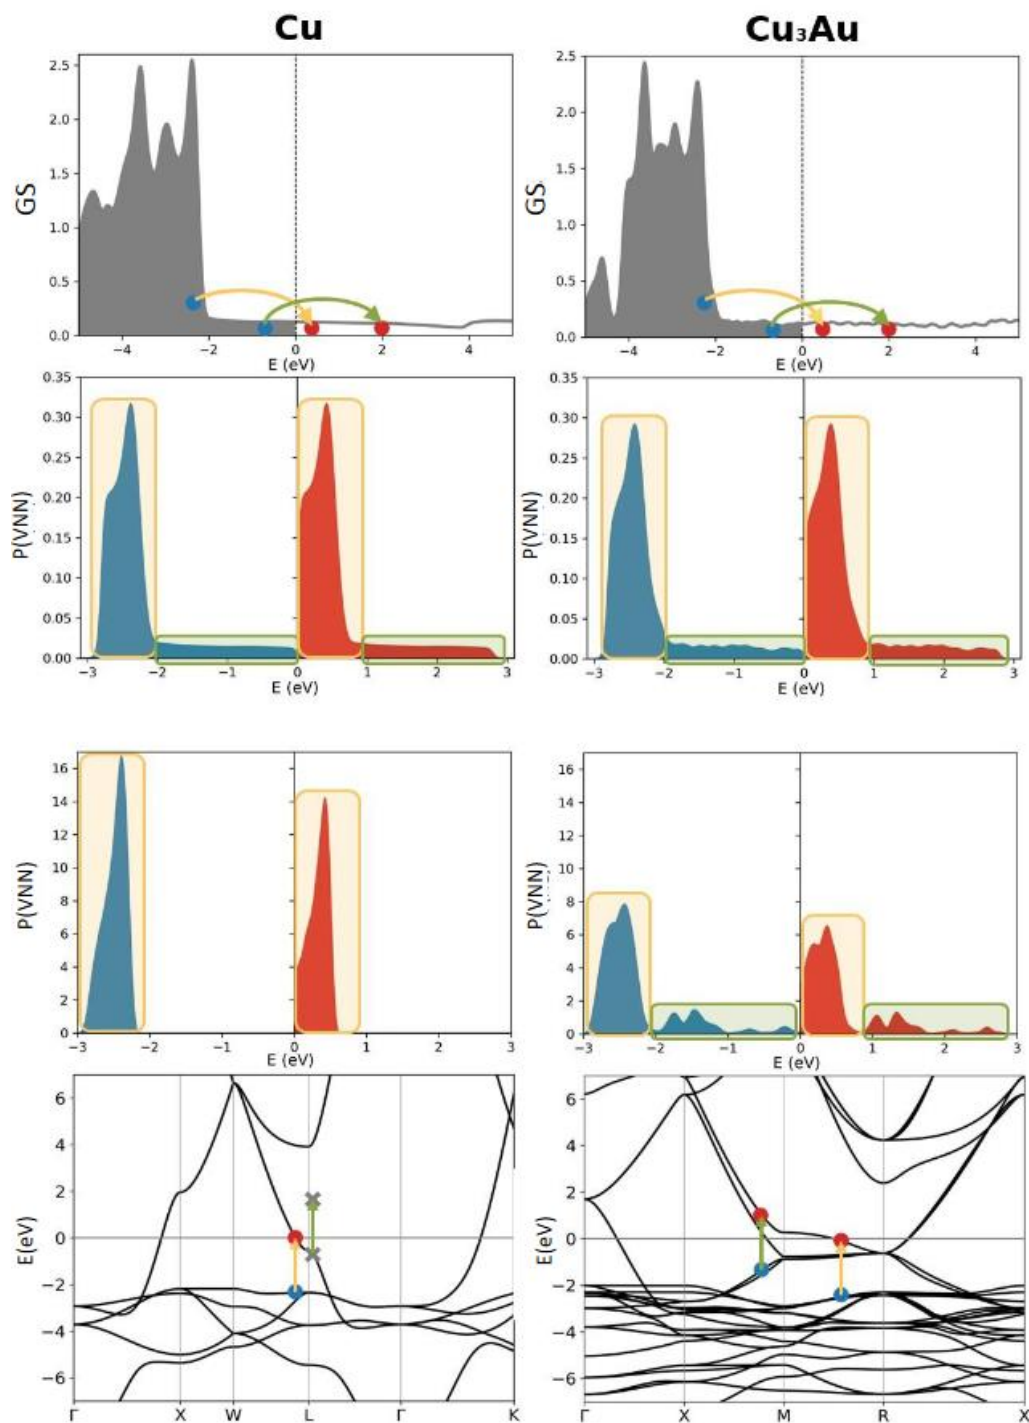 Cu Cu₃Au
2.5 2.5
2.0 2.0
1.5 1.5
GS GS
1.0 1.0
0.5 0.5
0.0 0.0
−4 −2 0 2 4 −4 −2 0 2 4
E (eV) E (eV)
0.35 0.35
0.30 0.30
0.25 0.25
0.20 0.20
P(VNN) P(VNN)
0.15 0.15
0.10 0.10
0.05 0.05
0.00 0.00
−3 −2 −1 0 1 2 3 −3 −2 −1 0 1 2 3
E (eV) E (eV)
16 16
14 14
12 12
10 10
P(VNN) P(VNN)
8 8
6 6
4 4
2 2
0 0
−3 −2 −1 0 1 2 3 −3 −2 −1 0 1 2 3
E (eV) E (eV)
6 6
4 4
2 2
E(eV) E(eV)
0 0
−2 −2
−4 −4
−6 −6
Γ X W L Γ K Γ X M R X